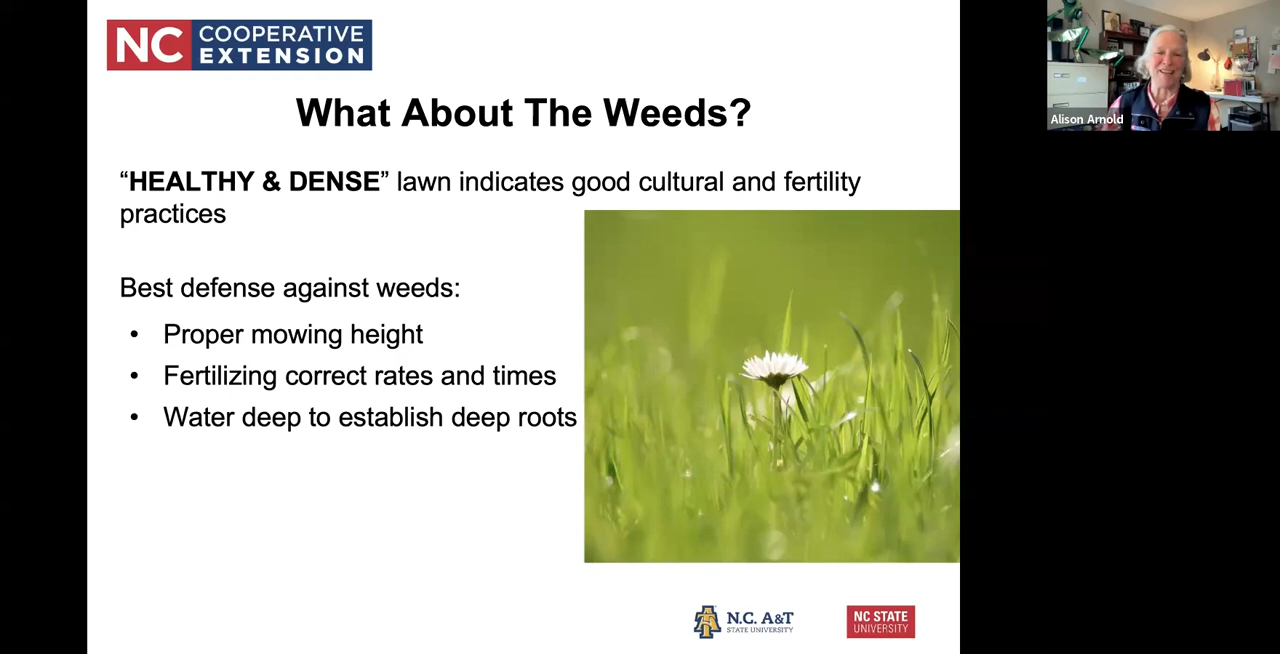 NC COOPERATIVE
EXTENSION
What About The Weeds?
“HEALTHY & DENSE” lawn indicates good cultural and fertility
practices
Best defense against weeds:
• Proper mowing height
• Fertilizing correct rates and times
• Water deep to establish deep roots
N.C. A&T
STATE UNIVERSITY
NC STATE
UNIVERSITY
Alison Arnold